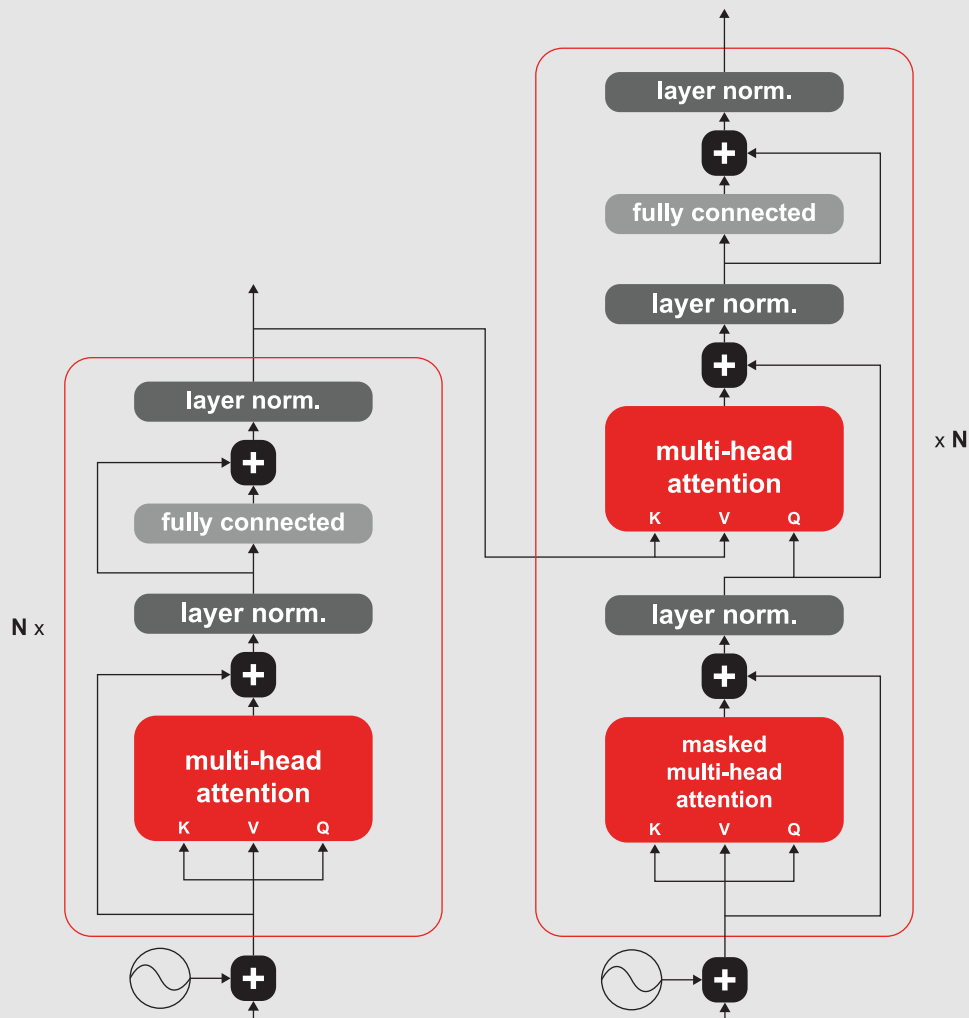 layer norm.
fully connected
layer norm.
multi-head
attention
K V Q
N x
layer norm.
fully connected
layer norm.
multi-head
attention
K V Q
layer norm.
masked
multi-head
attention
K V Q
x N